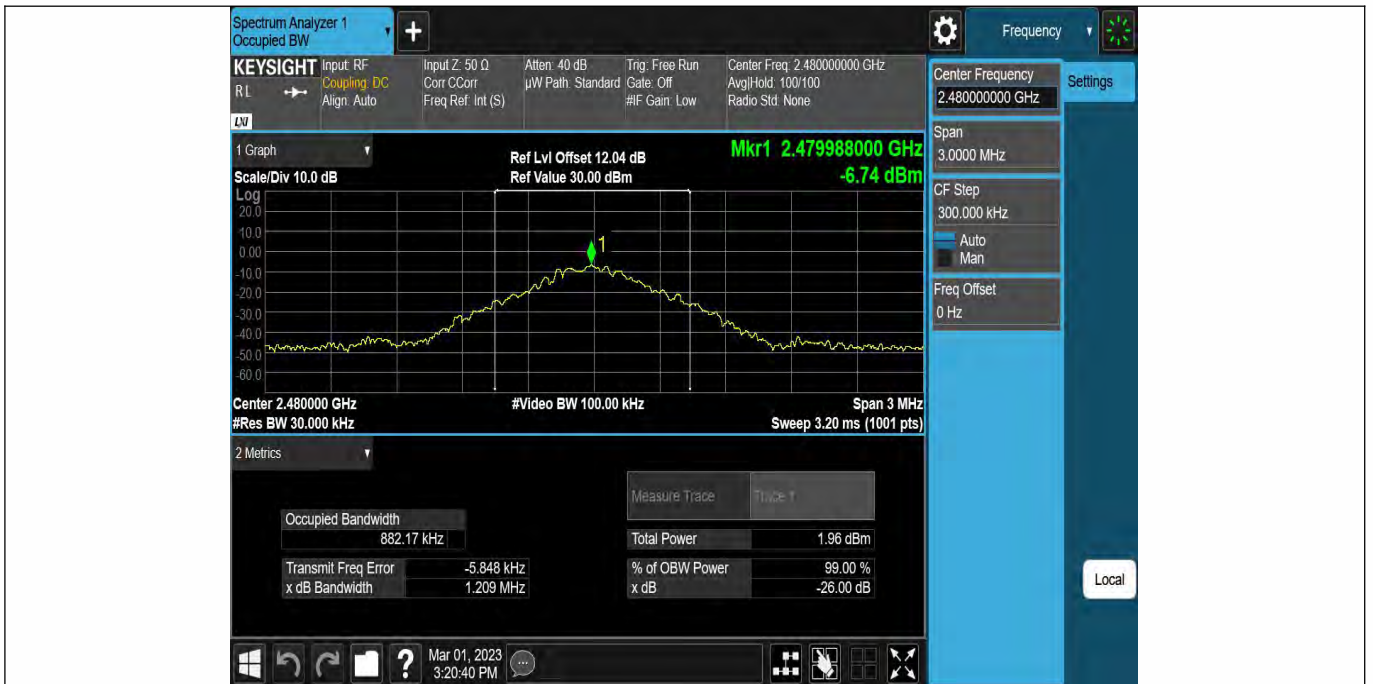 Spectrum Analyzer 1
Occupied BW
+
Frequency
KEYSIGHT
R L
LXI
Input: RF
Coupling: DC
Align: Auto
Input Z: 50 Ω
Corr CCorr
Freq Ref: Int (S)
Atten: 40 dB
µW Path: Standard
Trig: Free Run
Gate: Off
#IF Gain: Low
Center Freq: 2.480000000 GHz
Avg|Hold: 100/100
Radio Std: None
Center Frequency
2.480000000 GHz
Settings
Span
3.0000 MHz
CF Step
300.000 kHz
Auto
Man
Freq Offset
0 Hz
Local
1 Graph
Scale/Div 10.0 dB
Ref Lvl Offset 12.04 dB
Ref Value 30.00 dBm
Mkr1 2.479988000 GHz
-6.74 dBm
Log
20.0
10.0
0.00
-10.0
-20.0
-30.0
-40.0
-50.0
-60.0
1
Center 2.480000 GHz
#Video BW 100.00 kHz
Span 3 MHz
#Res BW 30.000 kHz
Sweep 3.20 ms (1001 pts)
2 Metrics
Measure Trace
Trace 1
Occupied Bandwidth
882.17 kHz
Total Power
1.96 dBm
Transmit Freq Error
-5.848 kHz
% of OBW Power
99.00 %
x dB Bandwidth
1.209 MHz
x dB
-26.00 dB
?
Mar 01, 2023
3:20:40 PM